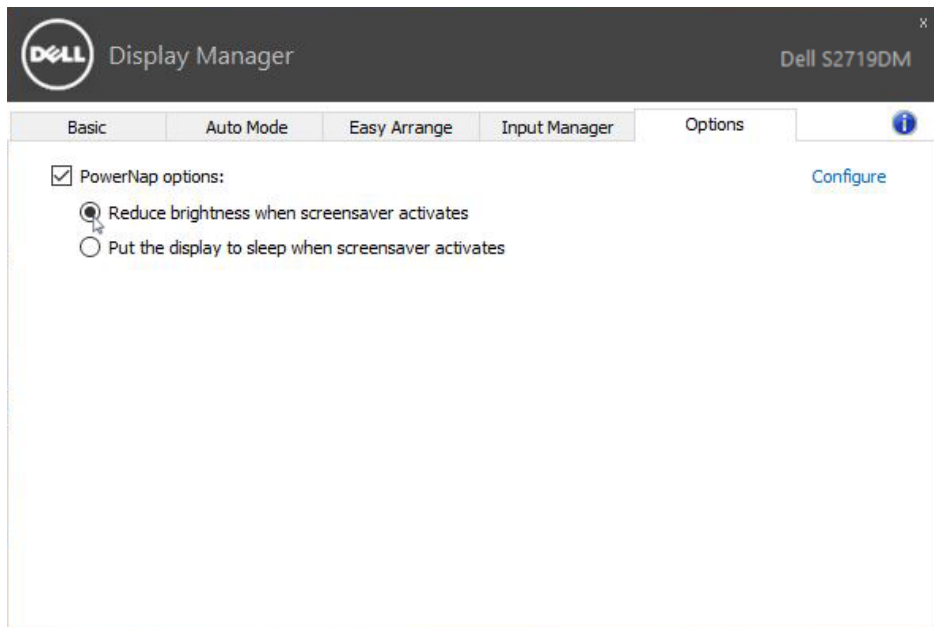 x
DELL Display Manager Dell S2719DM
Basic Auto Mode Easy Arrange Input Manager Options i
PowerNap options: Configure
Reduce brightness when screensaver activates
Put the display to sleep when screensaver activates